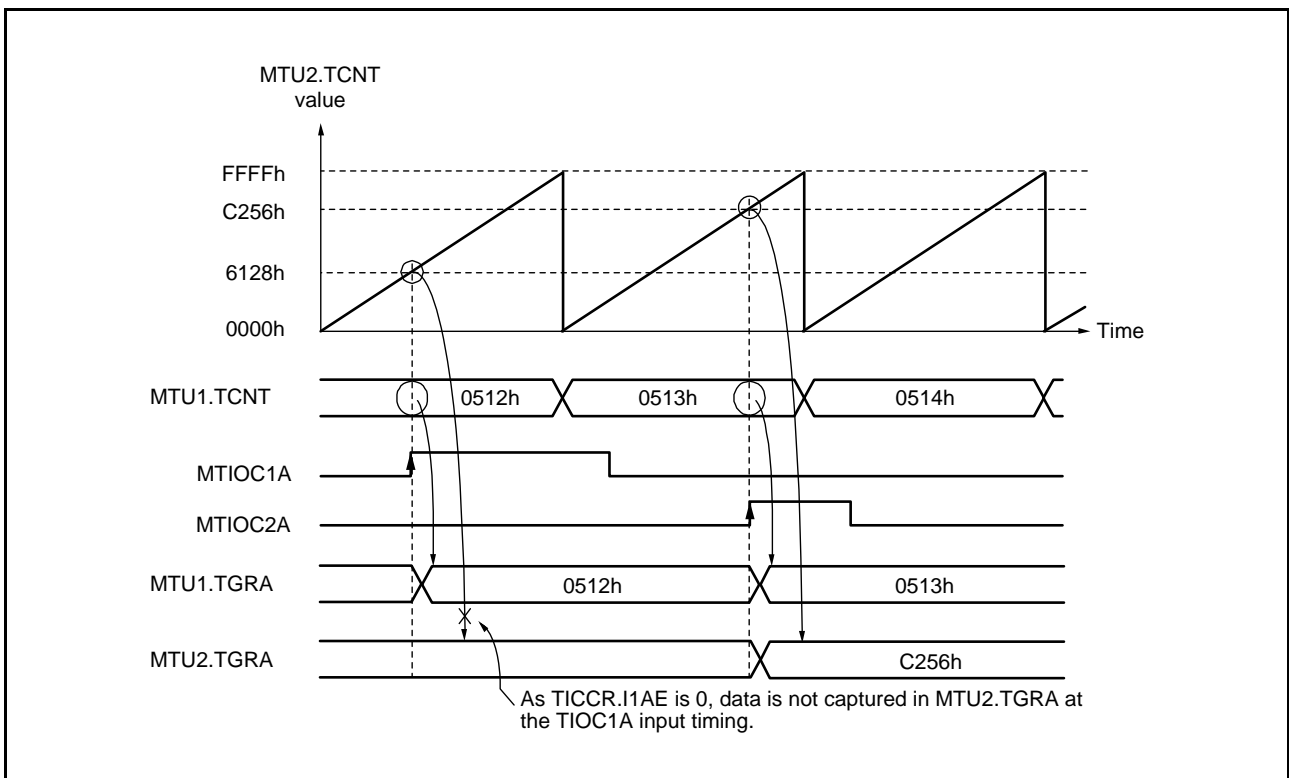 MTU2.TCNT
value
FFFFh
C256h
6128h
0000h
Time
MTU1.TCNT
0512h
0513h
0514h
MTIOC1A
MTIOC2A
MTU1.TGRA
0512h
0513h
MTU2.TGRA
C256h
As TICCR.I1AE is 0, data is not captured in MTU2.TGRA at
the TIOC1A input timing.